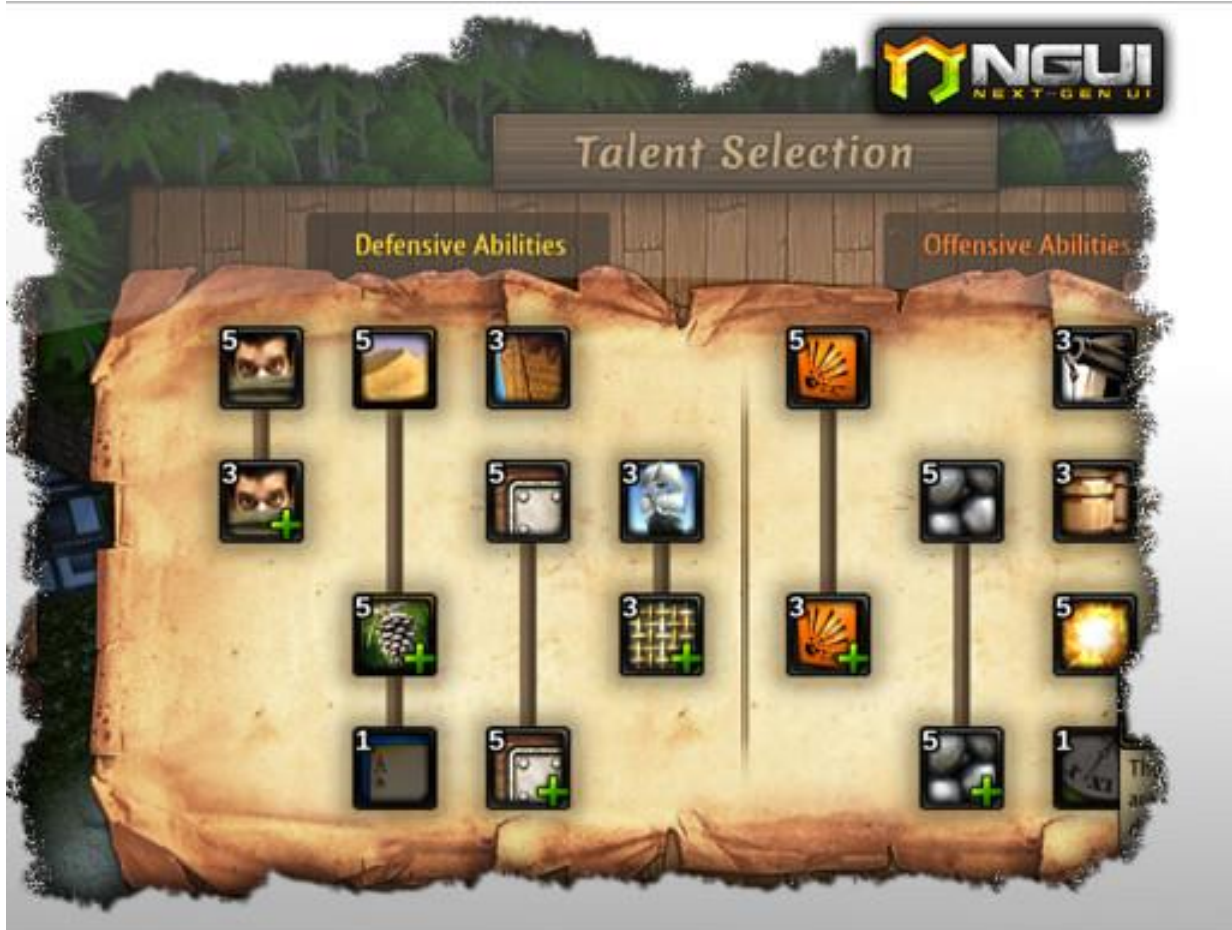 NGUI
NEXT-GEN UI
Talent Selection
Defensive Abilities
Offensive Abilities
5 5 3 5 3
3 5 3 5 3
5 3 3 5
1 5 5 1